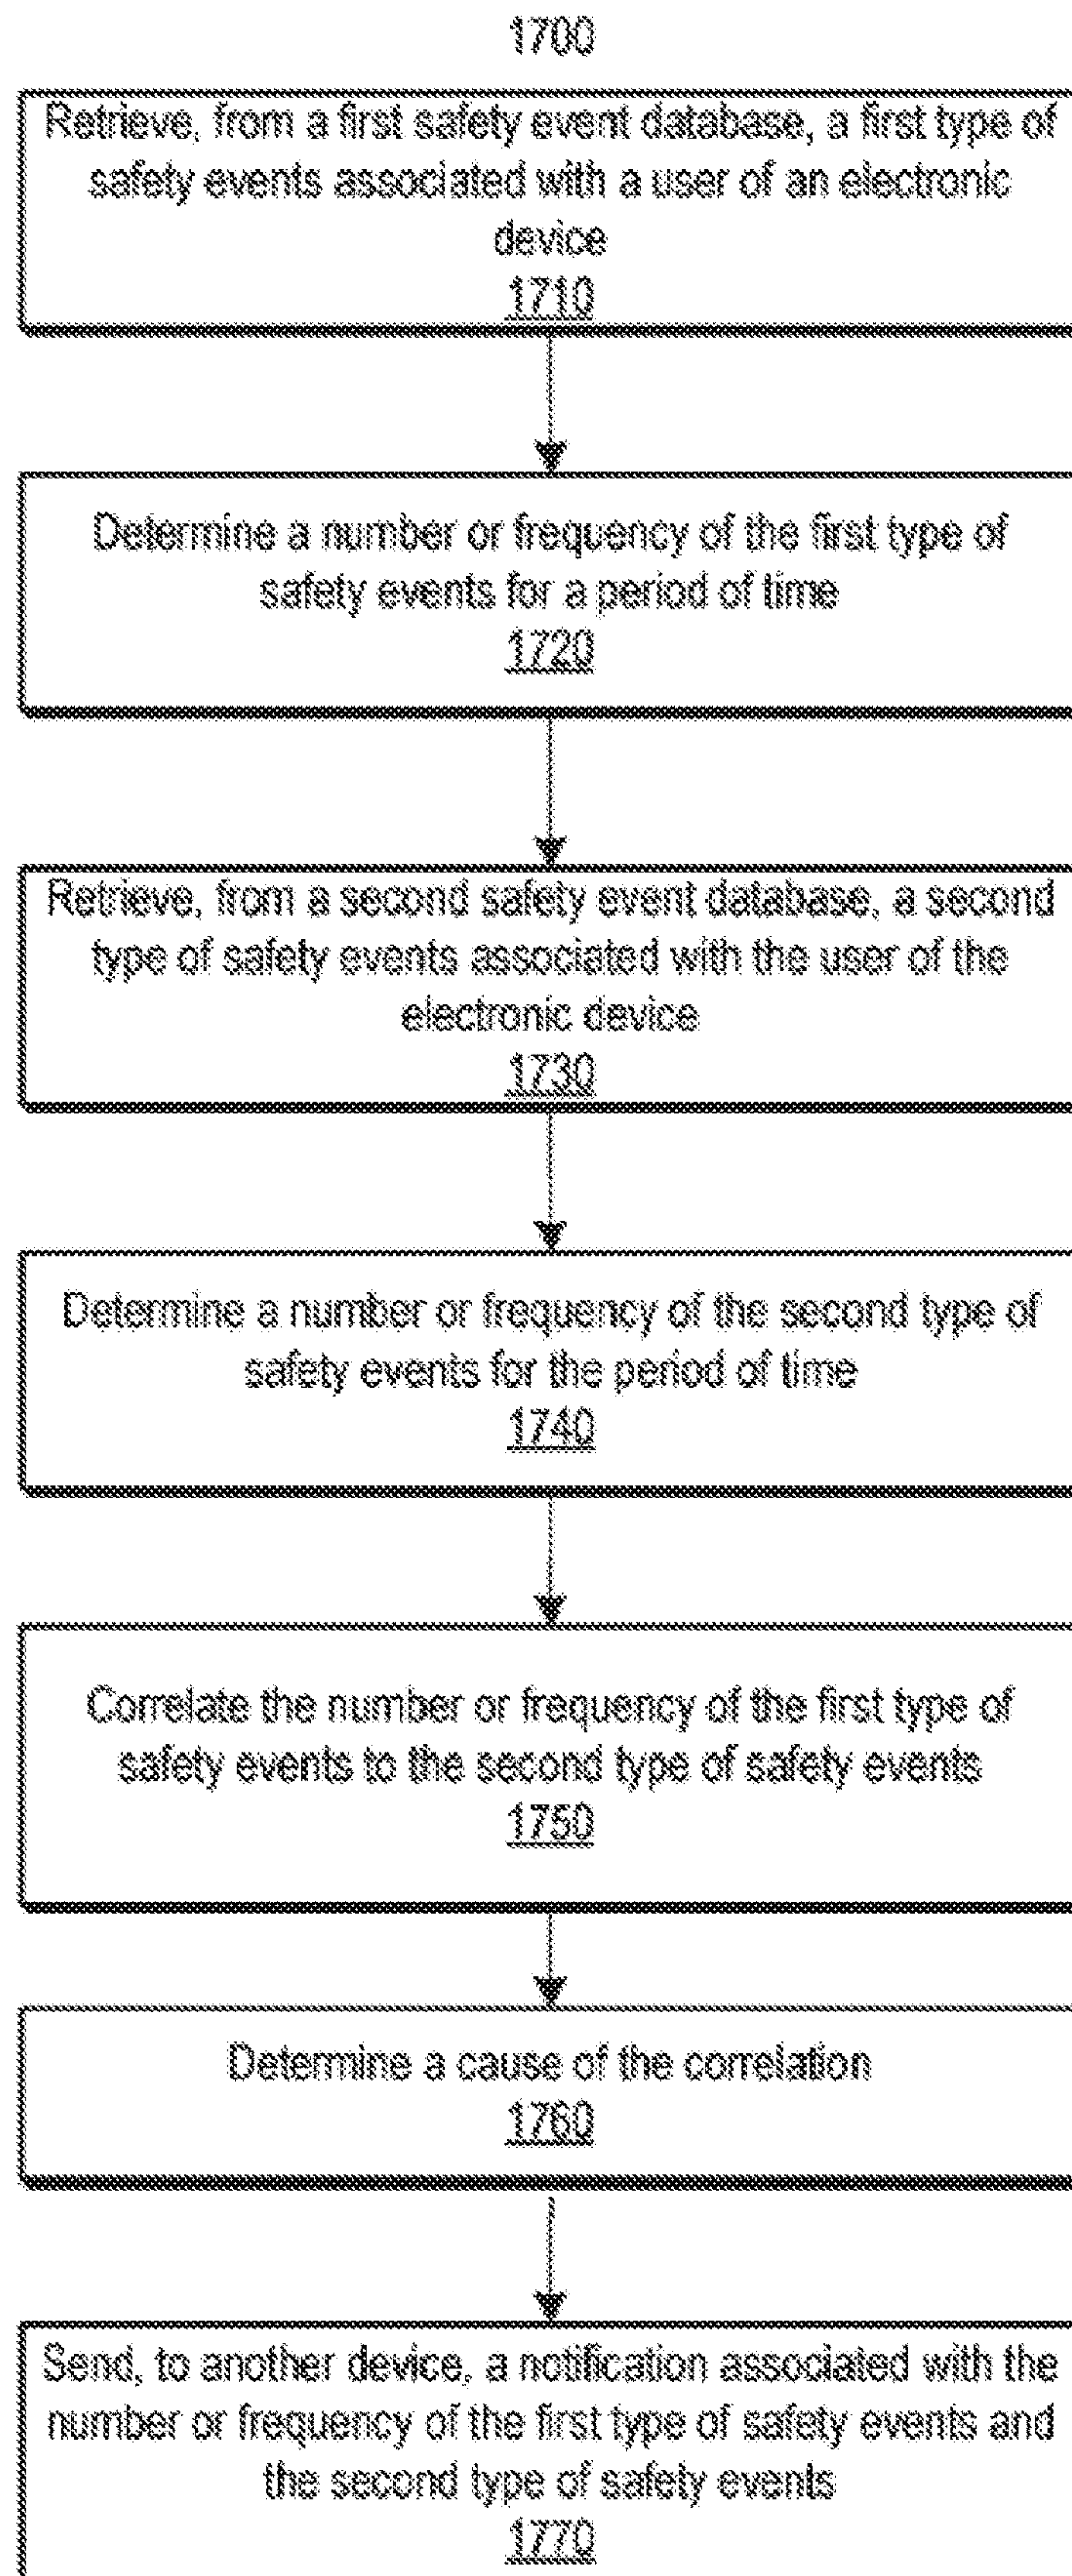 1700
Retrieve, from a first safety event database, a first type of
safety events associated with a user of an electronic
device
1710
Determine a number or frequency of the first type of
safety events for a period of time
1720
Retrieve, from a second safety event database, a second
type of safety events associated with the user of the
electronic device
1730
Determine a number or frequency of the second type of
safety events for the period of time
1740
Correlate the number or frequency of the first type of
safety events to the second type of safety events
1750
Determine a cause of the correlation
1760
Send, to another device, a notification associated with the
number or frequency of the first type of safety events and
the second type of safety events
1770